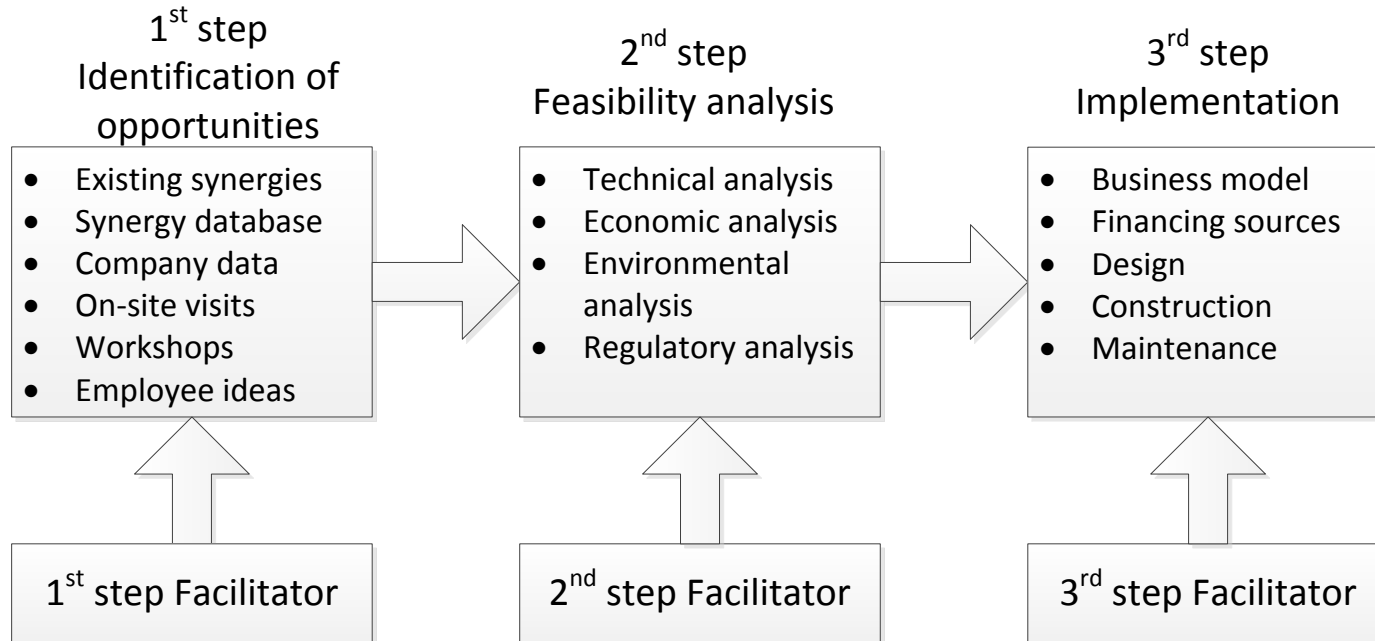 1st step
Identification of
opportunities
• Existing synergies
• Synergy database
• Company data
• On-site visits
• Workshops
• Employee ideas
1st step Facilitator
2nd step
Feasibility analysis
• Technical analysis
• Economic analysis
• Environmental
analysis
• Regulatory analysis
2nd step Facilitator
3rd step
Implementation
• Business model
• Financing sources
• Design
• Construction
• Maintenance
3rd step Facilitator